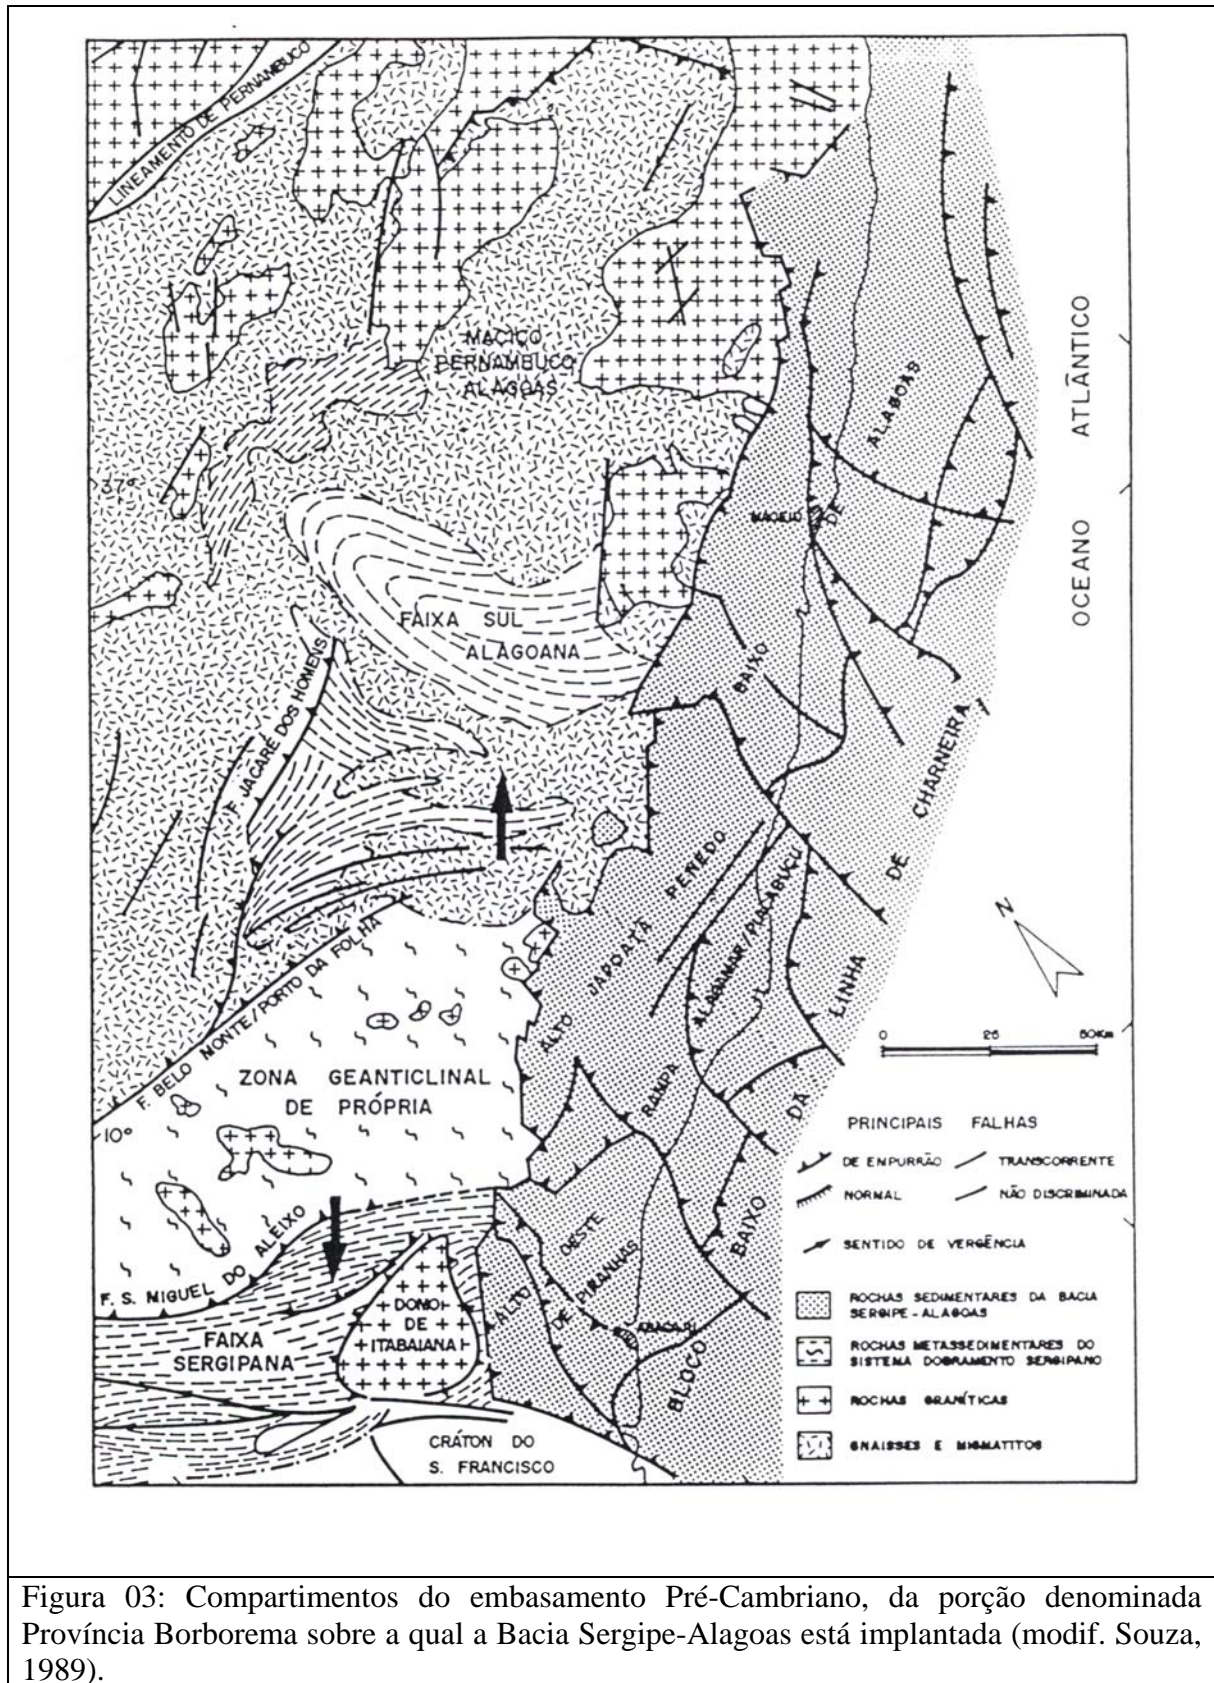 LINEAMENTO DE PERNAMBUCO
MACIÇO
PERNAMBUCO
ALAGOAS
37°
FAIXA SUL
ALAGOANA
F. JACARÉ DOS HOMENS
F. BELO MONTE/PORTO DA FOLHA
ZONA GEANTICLINAL
DE PRÓPRIA
10°
F. S. MIGUEL DO ALEIXO
FAIXA
SERGIPANA
DOMO
DE
ITABAIANA
CRÁTON DO
S. FRANCISCO
MACEIÓ
BAIXO DE ALAGOAS
ALTO JAPOATÃ PENEDO
RAMPA ALAGAMAR/PIAÇABUÇU
BAIXO DA LINHA DE CHARNEIRA
OESTE
ALTO DE PIRANHAS
ARACAJU
BLOCO
OCEANO ATLÂNTICO
N
0 25 50Km
PRINCIPAIS FALHAS
DE EMPURRÃO
TRANSCORRENTE
NORMAL
NÃO DISCRIMINADA
SENTIDO DE VERGÊNCIA
ROCHAS SEDIMENTARES DA BACIA
SERGIPE-ALAGOAS
ROCHAS METASSEDIMENTARES DO
SISTEMA DOBRAMENTO SERGIPANO
ROCHAS GRANÍTICAS
GNAISSES E MIGMATITOS
Figura 03: Compartimentos do embasamento Pré-Cambriano, da porção denominada
Província Borborema sobre a qual a Bacia Sergipe-Alagoas está implantada (modif. Souza,
1989).